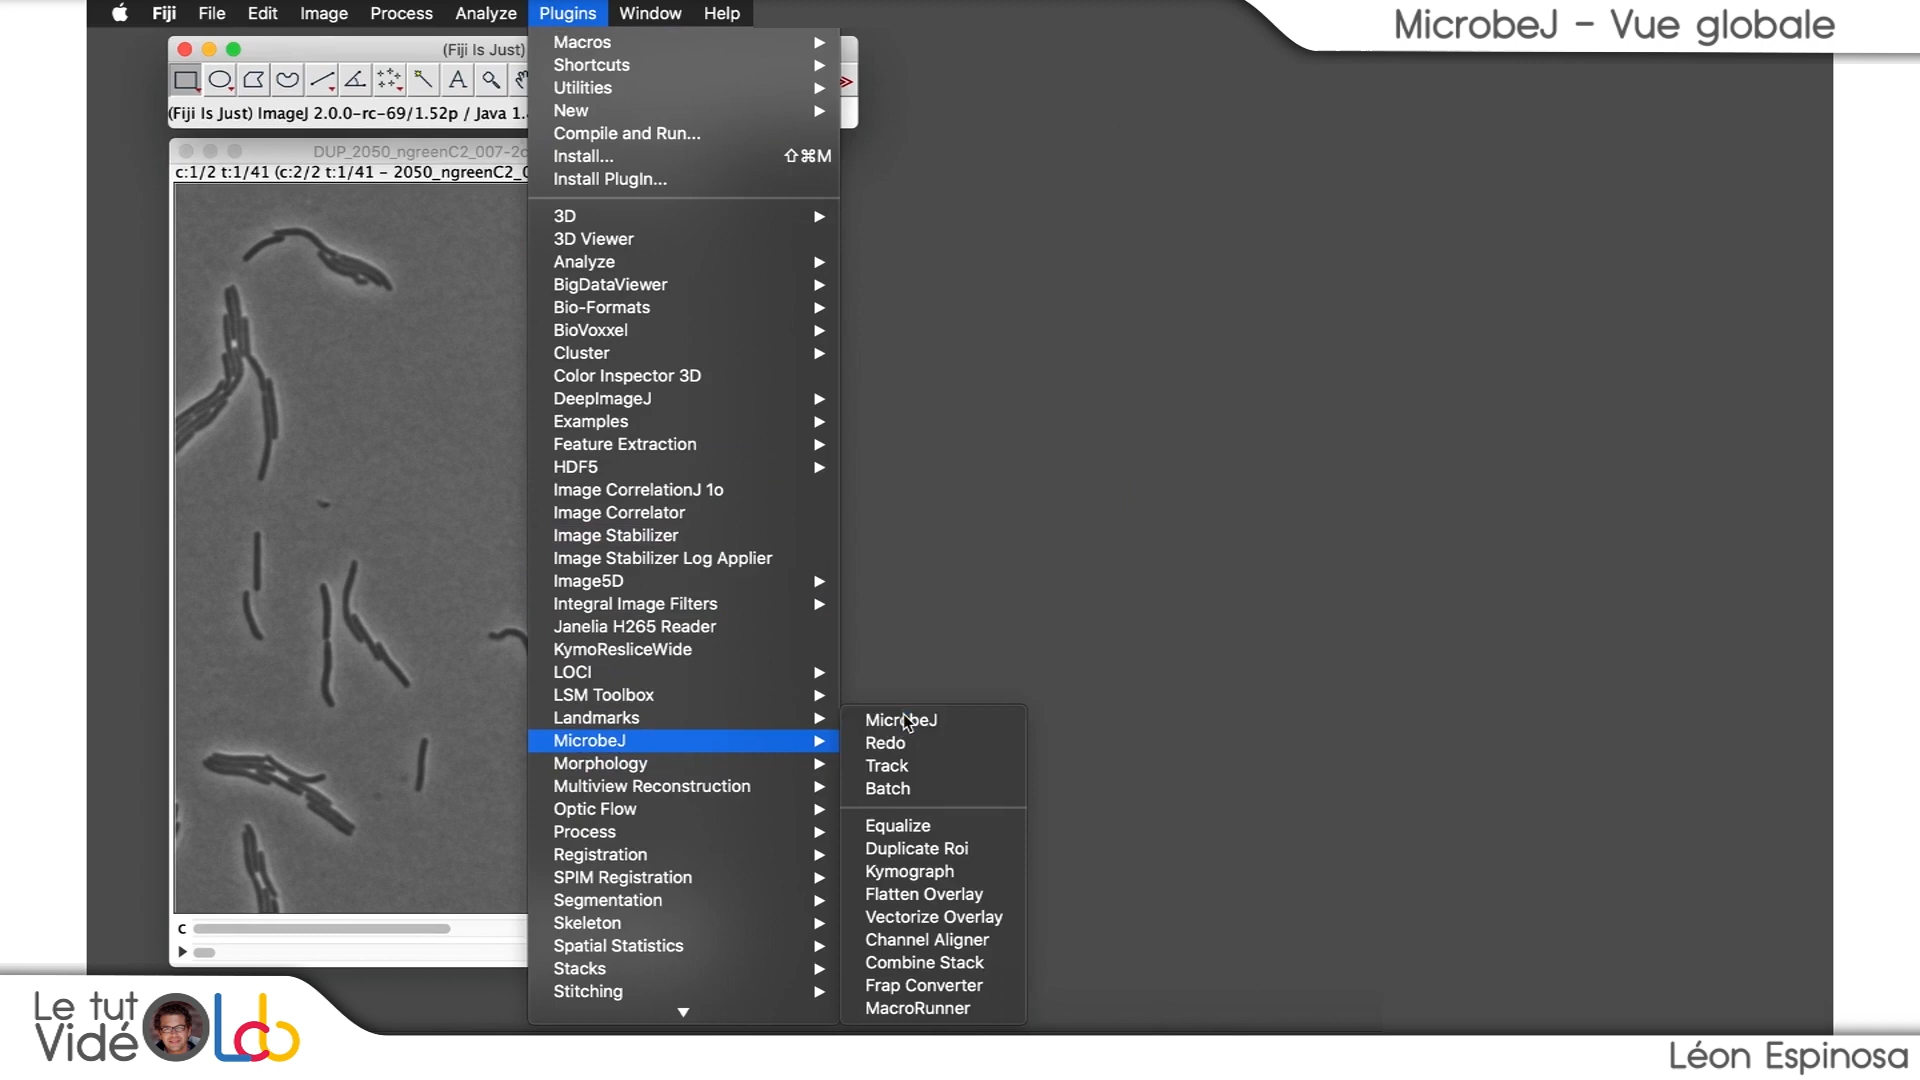 Fiji File Edit Image Process Analyze Plugins Window Help
MicrobeJ – Vue globale
(Fiji Is Just)
(Fiji Is Just) ImageJ 2.0.0-rc-69/1.52p / Java 1.
DUP_2050_ngreenC2_007-2
c:1/2 t:1/41 (c:2/2 t:1/41 - 2050_ngreenC2_
Macros
Shortcuts
Utilities
New
Compile and Run...
Install... ⇧⌘M
Install PlugIn...
3D
3D Viewer
Analyze
BigDataViewer
Bio-Formats
BioVoxxel
Cluster
Color Inspector 3D
DeepImageJ
Examples
Feature Extraction
HDF5
Image CorrelationJ 1o
Image Correlator
Image Stabilizer
Image Stabilizer Log Applier
Image5D
Integral Image Filters
Janelia H265 Reader
KymoResliceWide
LOCI
LSM Toolbox
Landmarks
MicrobeJ
Morphology
Multiview Reconstruction
Optic Flow
Process
Registration
SPIM Registration
Segmentation
Skeleton
Spatial Statistics
Stacks
Stitching
MicrobeJ
Redo
Track
Batch
Equalize
Duplicate Roi
Kymograph
Flatten Overlay
Vectorize Overlay
Channel Aligner
Combine Stack
Frap Converter
MacroRunner
c
Le tut
Vidé
Lcb
Léon Espinosa